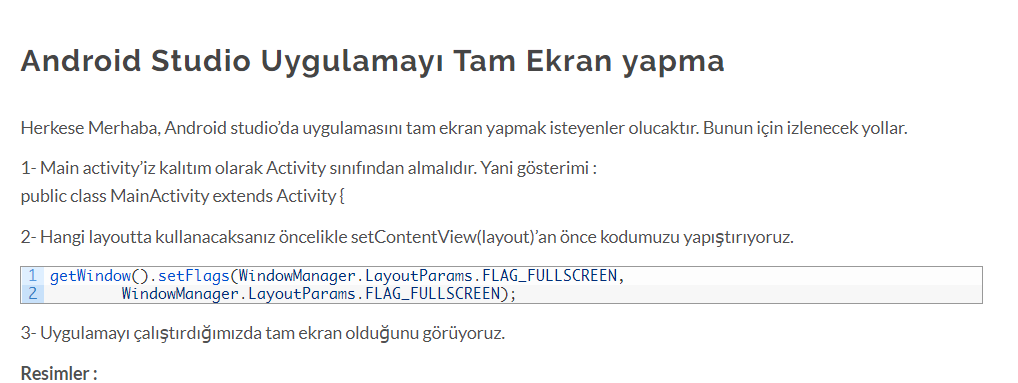 Android Studio Uygulamayı Tam Ekran yapma
Herkese Merhaba, Android studio'da uygulamasını tam ekran yapmak isteyenler olucaktır. Bunun için izlenecek yollar.
1- Main activity'iz kalıtım olarak Activity sınıfından almalıdır. Yani gösterimi :
public class MainActivity extends Activity {
2- Hangi layoutta kullanacaksanız öncelikle setContentView(layout)'an önce kodumuzu yapıştırıyoruz.
1 getWindow().setFlags(WindowManager.LayoutParams.FLAG_FULLSCREEN,
2 WindowManager.LayoutParams.FLAG_FULLSCREEN);
3- Uygulamayı çalıştırdığımızda tam ekran olduğunu görüyoruz.
Resimler :